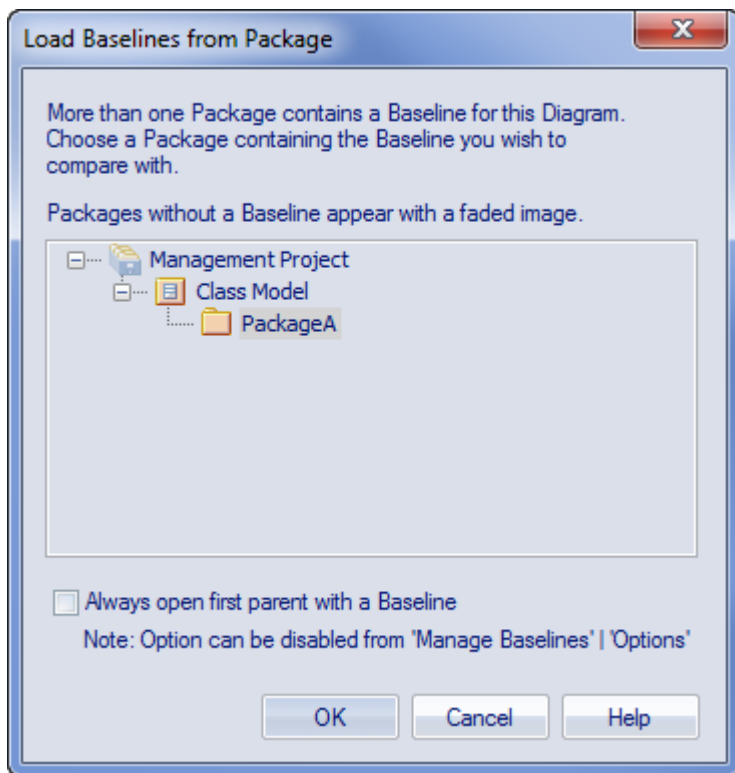 Load Baselines from Package
More than one Package contains a Baseline for this Diagram.
Choose a Package containing the Baseline you wish to
compare with.
Packages without a Baseline appear with a faded image.
Management Project
Class Model
PackageA
Always open first parent with a Baseline
Note: Option can be disabled from 'Manage Baselines' | 'Options'
OK
Cancel
Help